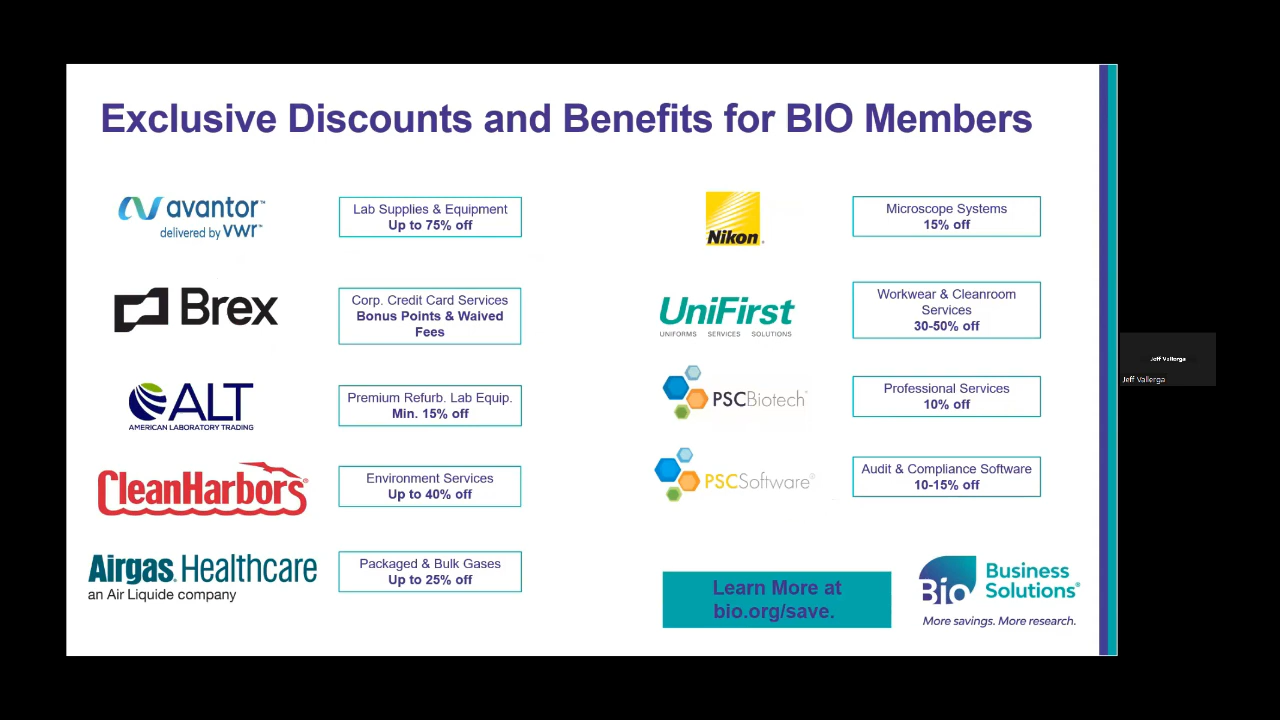 Exclusive Discounts and Benefits for BIO Members
avantor™
delivered by vwr™
Lab Supplies & Equipment
Up to 75% off
Brex
Corp. Credit Card Services
Bonus Points & Waived
Fees
ALT
AMERICAN LABORATORY TRADING
Premium Refurb. Lab Equip.
Min. 15% off
CleanHarbors®
Environment Services
Up to 40% off
Airgas Healthcare
an Air Liquide company
Packaged & Bulk Gases
Up to 25% off
Nikon
Microscope Systems
15% off
UniFirst
UNIFORMS SERVICES SOLUTIONS
Workwear & Cleanroom
Services
30-50% off
PSCBiotech®
Professional Services
10% off
PSCSoftware®
Audit & Compliance Software
10-15% off
Learn More at
bio.org/save.
Bio
Business
Solutions®
More savings. More research.
Jeff Vallerga
Jeff Vallerga